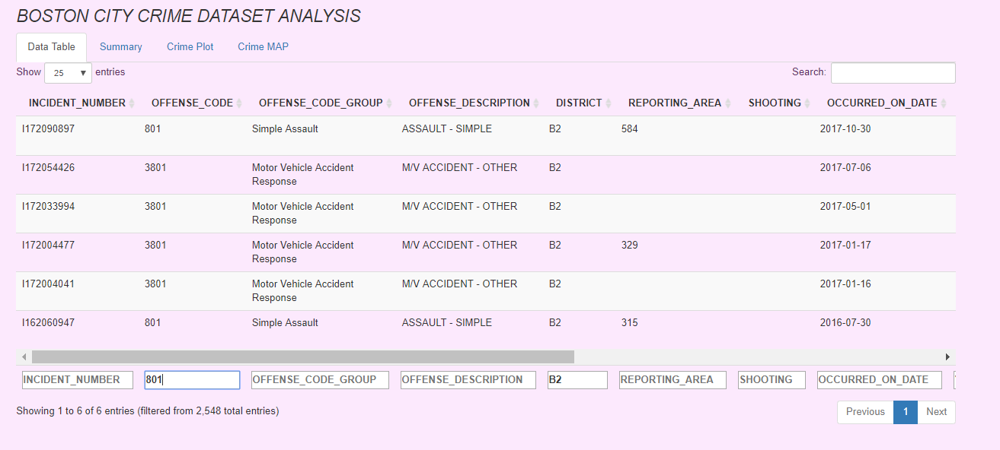 BOSTON CITY CRIME DATASET ANALYSIS
Data Table Summary Crime Plot Crime MAP
Show 25 entries Search:
INCIDENT_NUMBER OFFENSE_CODE OFFENSE_CODE_GROUP OFFENSE_DESCRIPTION DISTRICT REPORTING_AREA SHOOTING OCCURRED_ON_DATE
I172090897 801 Simple Assault ASSAULT - SIMPLE B2 584 2017-10-30
I172054426 3801 Motor Vehicle Accident M/V ACCIDENT - OTHER B2 2017-07-06
Response
I172033994 3801 Motor Vehicle Accident M/V ACCIDENT - OTHER B2 2017-05-01
Response
I172004477 3801 Motor Vehicle Accident M/V ACCIDENT - OTHER B2 329 2017-01-17
Response
I172004041 3801 Motor Vehicle Accident M/V ACCIDENT - OTHER B2 2017-01-16
Response
I162060947 801 Simple Assault ASSAULT - SIMPLE B2 315 2016-07-30
INCIDENT_NUMBER 801 OFFENSE_CODE_GROUP OFFENSE_DESCRIPTION B2 REPORTING_AREA SHOOTING OCCURRED_ON_DATE
Showing 1 to 6 of 6 entries (filtered from 2,548 total entries) Previous 1 Next